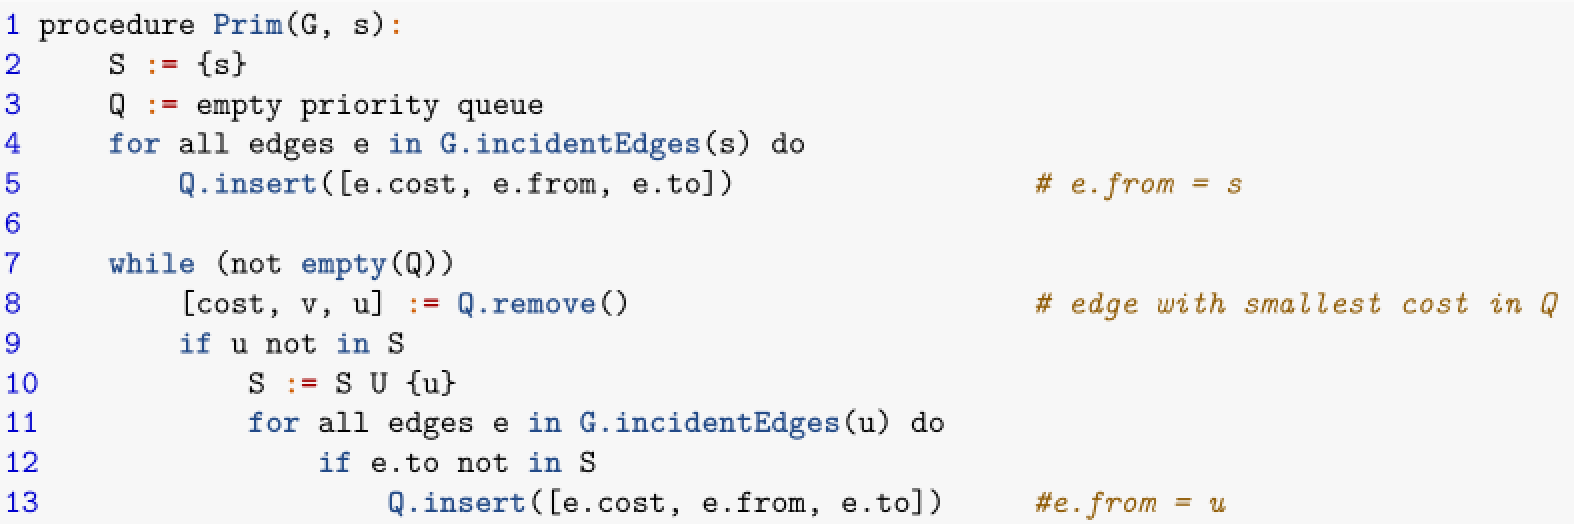 1 procedure Prim(G, s):
2     S := {s}
3     Q := empty priority queue
4     for all edges e in G.incidentEdges(s) do
5         Q.insert([e.cost, e.from, e.to])                 # e.from = s
6
7     while (not empty(Q))
8         [cost, v, u] := Q.remove()                       # edge with smallest cost in Q
9         if u not in S
10            S := S U {u}
11            for all edges e in G.incidentEdges(u) do
12                if e.to not in S
13                    Q.insert([e.cost, e.from, e.to])     #e.from = u